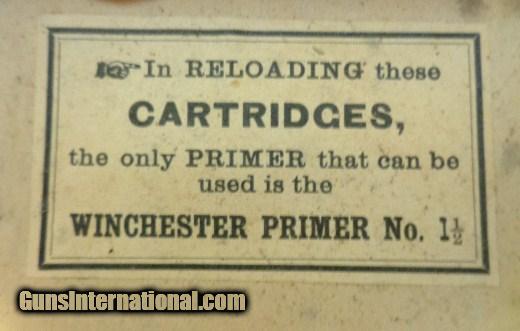 ☞In RELOADING these
CARTRIDGES,
the only PRIMER that can be
used is the
WINCHESTER PRIMER No. 1½
GunsInternational.com